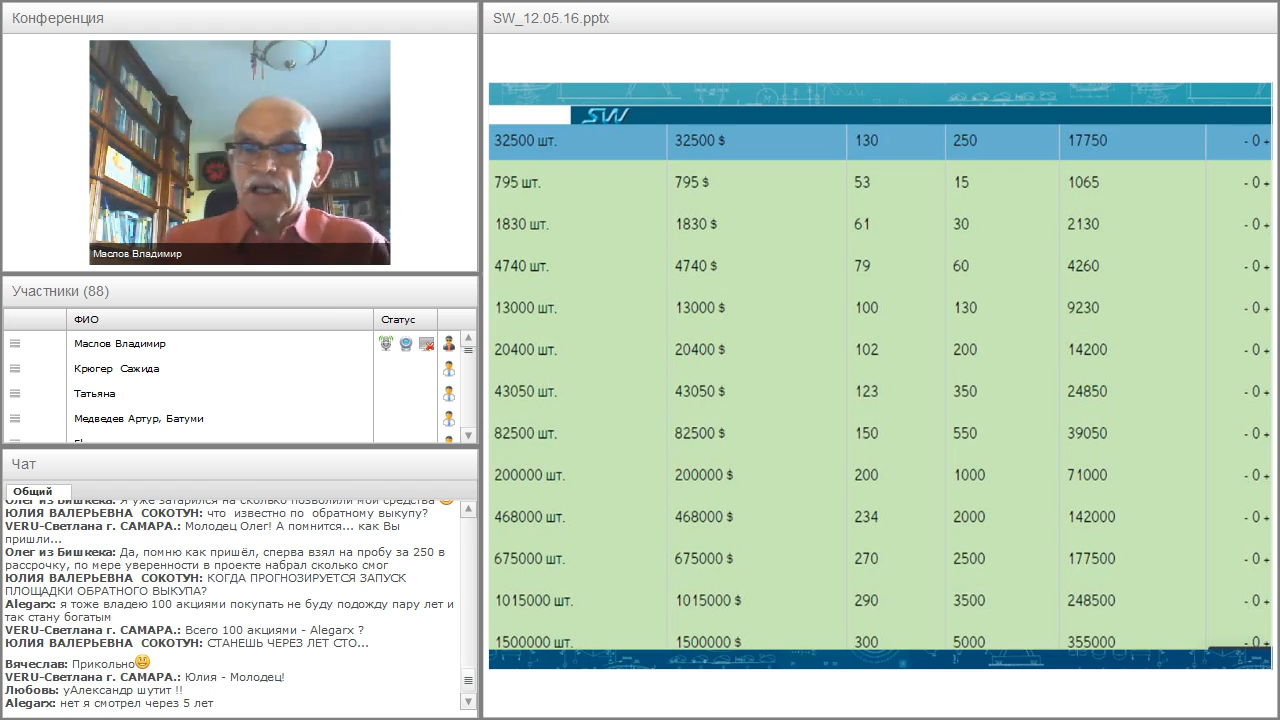 Конференция
Маслов Владимир
Участники (88)
ФИО Статус
Маслов Владимир
Крюгер Сажида
Татьяна
Медведев Артур, Батуми
Чат
Общий
Олег из Бишкека: Я уже затарился на сколько позволили мои средства
ЮЛИЯ ВАЛЕРЬЕВНА СОКОТУН: что известно по обратному выкупу?
VERU-Светлана г. САМАРА.: Молодец Олег! А помнится... как Вы
пришли...
Олег из Бишкека: Да, помню как пришёл, сперва взял на пробу за 250 в
рассрочку, по мере уверенности в проекте набрал сколько смог
ЮЛИЯ ВАЛЕРЬЕВНА СОКОТУН: КОГДА ПРОГНОЗИРУЕТСЯ ЗАПУСК
ПЛОЩАДКИ ОБРАТНОГО ВЫКУПА?
Alegarx: я тоже владею 100 акциями покупать не буду подожду пару лет и
так стану богатым
VERU-Светлана г. САМАРА.: Всего 100 акциями - Alegarx ?
ЮЛИЯ ВАЛЕРЬЕВНА СОКОТУН: СТАНЕШЬ ЧЕРЕЗ ЛЕТ СТО...
Вячеслав: Прикольно
VERU-Светлана г. САМАРА.: Юлия - Молодец!
Любовь: уАлександр шутит !!
Alegarx: нет я смотрел через 5 лет
SW_12.05.16.pptx
SW
32500 шт. 32500 $ 130 250 17750 - 0 +
795 шт. 795 $ 53 15 1065 - 0 +
1830 шт. 1830 $ 61 30 2130 - 0 +
4740 шт. 4740 $ 79 60 4260 - 0 +
13000 шт. 13000 $ 100 130 9230 - 0 +
20400 шт. 20400 $ 102 200 14200 - 0 +
43050 шт. 43050 $ 123 350 24850 - 0 +
82500 шт. 82500 $ 150 550 39050 - 0 +
200000 шт. 200000 $ 200 1000 71000 - 0 +
468000 шт. 468000 $ 234 2000 142000 - 0 +
675000 шт. 675000 $ 270 2500 177500 - 0 +
1015000 шт. 1015000 $ 290 3500 248500 - 0 +
1500000 шт. 1500000 $ 300 5000 355000 - 0 +